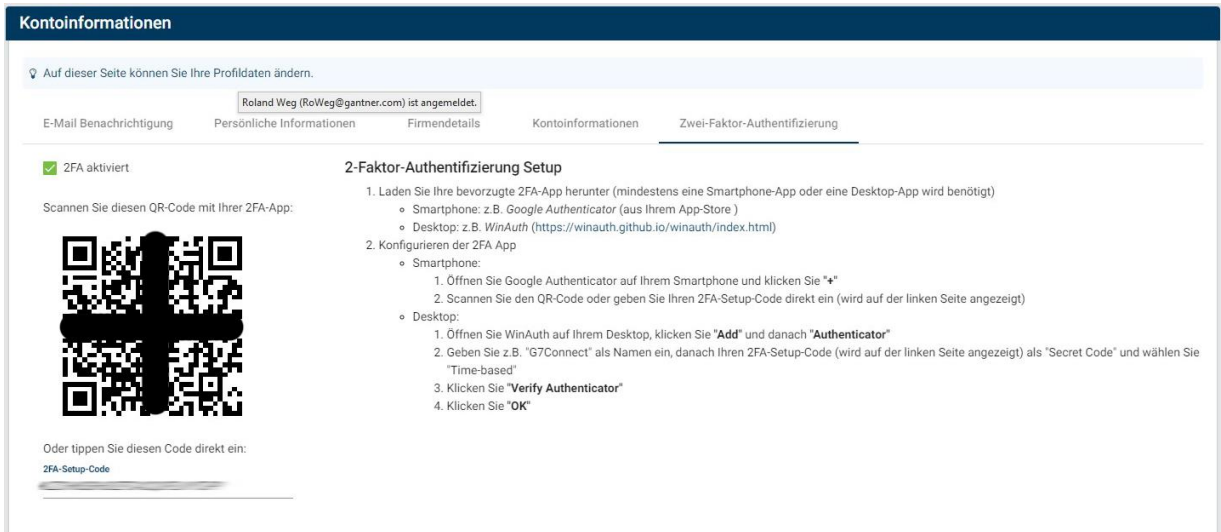 Kontoinformationen
Auf dieser Seite können Sie Ihre Profildaten ändern.
Roland Weg (RoWeg@gantner.com) ist angemeldet.
E-Mail Benachrichtigung
Persönliche Informationen
Firmendetails
Kontoinformationen
Zwei-Faktor-Authentifizierung
2FA aktiviert
Scannen Sie diesen QR-Code mit Ihrer 2FA-App:
Oder tippen Sie diesen Code direkt ein:
2FA-Setup-Code
2-Faktor-Authentifizierung Setup
1. Laden Sie Ihre bevorzugte 2FA-App herunter (mindestens eine Smartphone-App oder eine Desktop-App wird benötigt)
Smartphone: z.B. Google Authenticator (aus Ihrem App-Store )
Desktop: z.B. WinAuth (https://winauth.github.io/winauth/index.html)
2. Konfigurieren der 2FA App
Smartphone:
1. Öffnen Sie Google Authenticator auf Ihrem Smartphone und klicken Sie "+"
2. Scannen Sie den QR-Code oder geben Sie Ihren 2FA-Setup-Code direkt ein (wird auf der linken Seite angezeigt)
Desktop:
1. Öffnen Sie WinAuth auf Ihrem Desktop, klicken Sie "Add" und danach "Authenticator"
2. Geben Sie z.B. "G7Connect" als Namen ein, danach Ihren 2FA-Setup-Code (wird auf der linken Seite angezeigt) als "Secret Code" und wählen Sie
"Time-based"
3. Klicken Sie "Verify Authenticator"
4. Klicken Sie "OK"